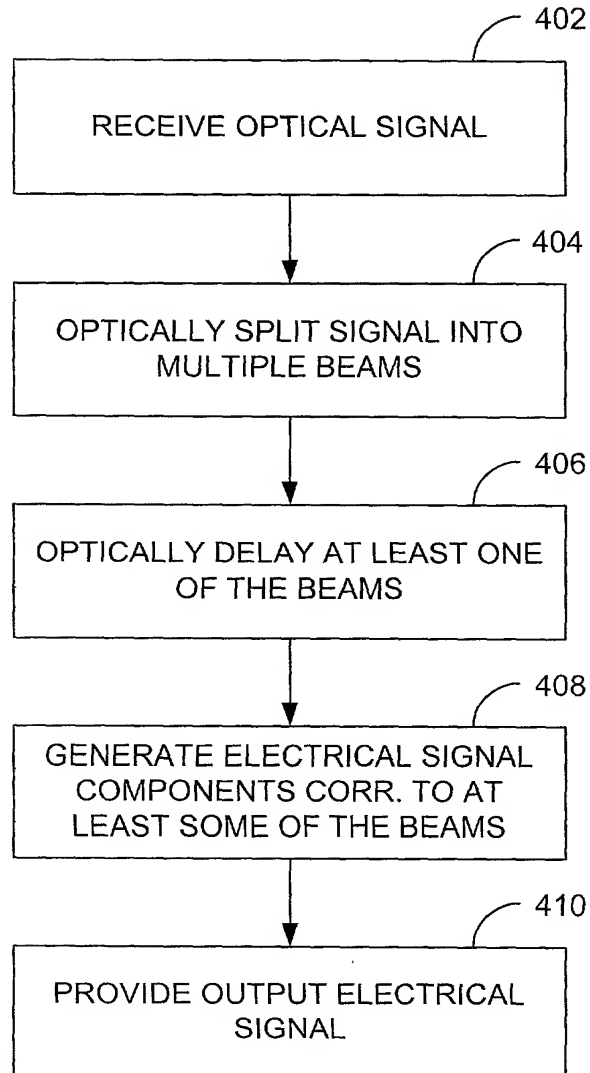 402
RECEIVE OPTICAL SIGNAL
404
OPTICALLY SPLIT SIGNAL INTO
MULTIPLE BEAMS
406
OPTICALLY DELAY AT LEAST ONE
OF THE BEAMS
408
GENERATE ELECTRICAL SIGNAL
COMPONENTS CORR. TO AT
LEAST SOME OF THE BEAMS
410
PROVIDE OUTPUT ELECTRICAL
SIGNAL